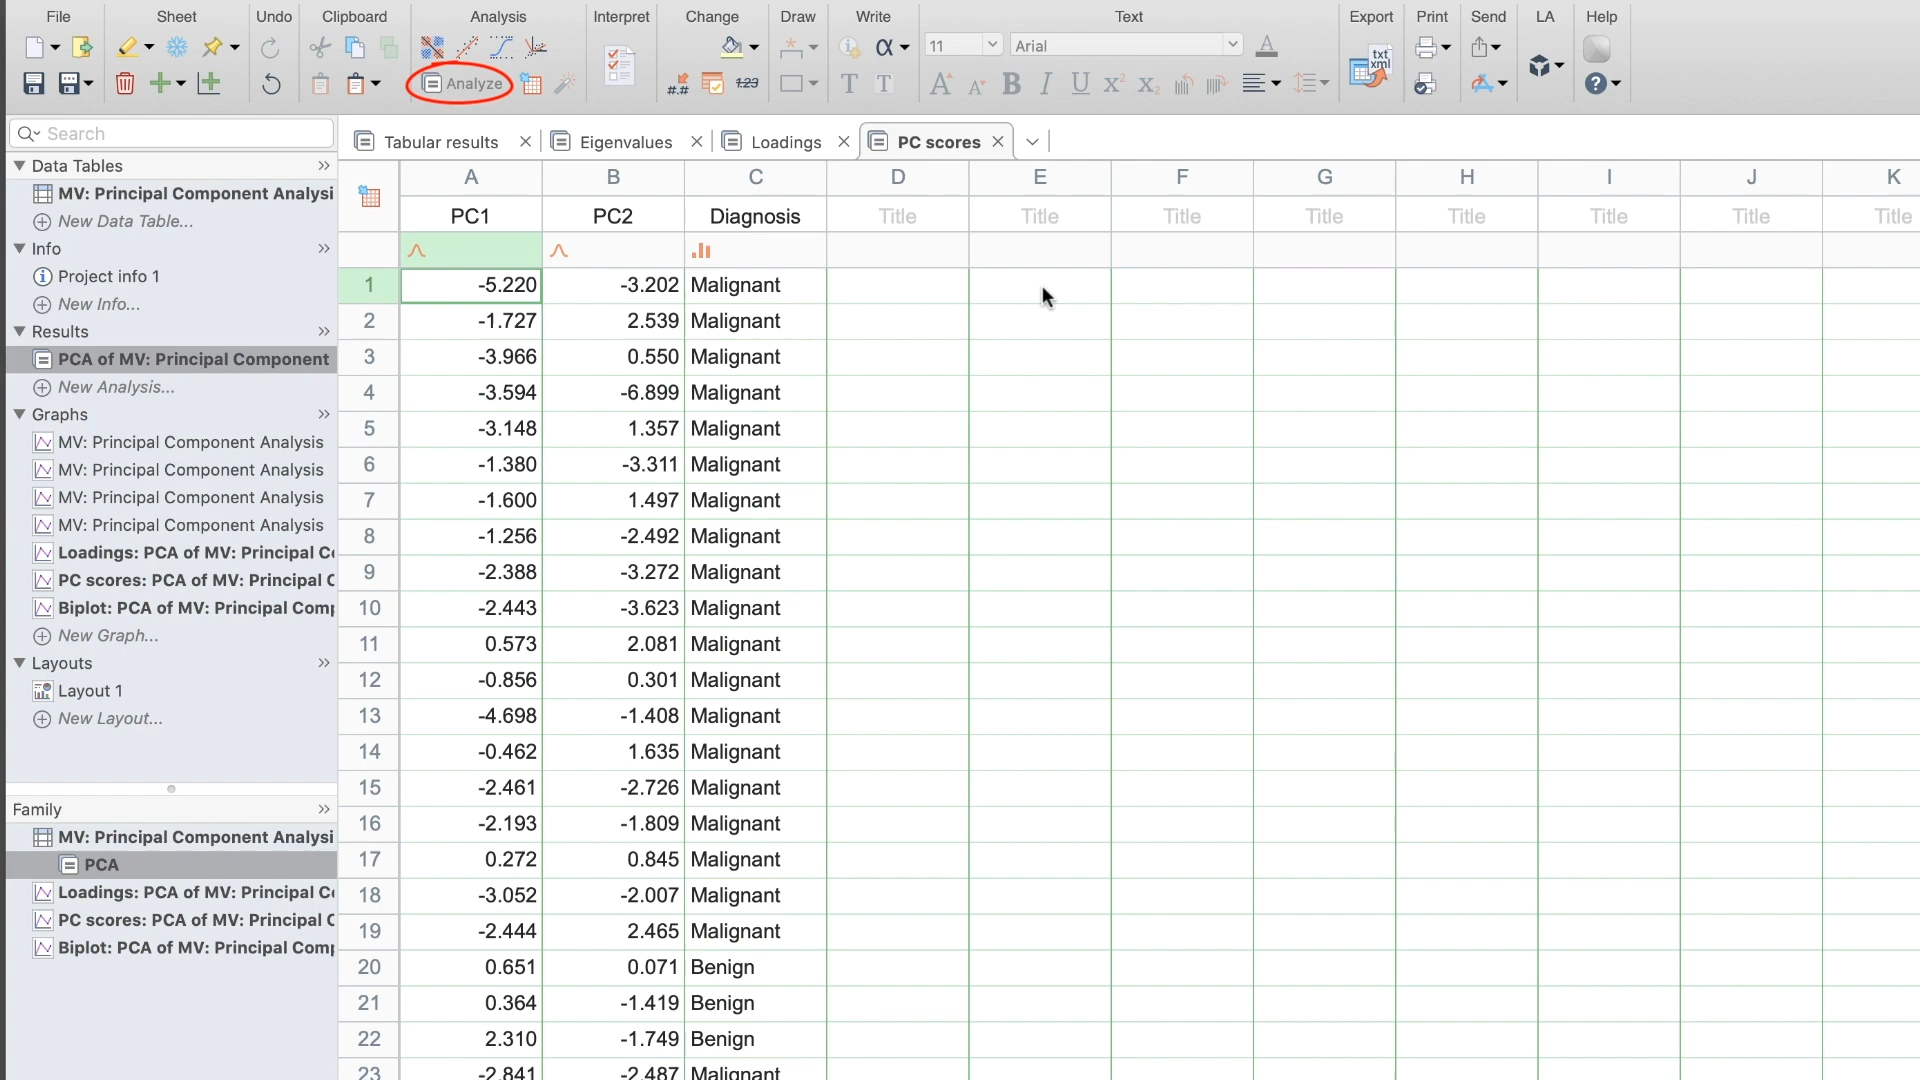 File Sheet Undo Clipboard Analysis Interpret Change Draw Write Text Export Print Send LA Help
11 Arial
Analyze
txt
xml
#.#
123
Search
Tabular results
Eigenvalues
Loadings
PC scores
Data Tables
MV: Principal Component Analysi
New Data Table...
Info
Project info 1
New Info...
Results
PCA of MV: Principal Component
New Analysis...
Graphs
MV: Principal Component Analysis
MV: Principal Component Analysis
MV: Principal Component Analysis
MV: Principal Component Analysis
Loadings: PCA of MV: Principal C
PC scores: PCA of MV: Principal C
Biplot: PCA of MV: Principal Com
New Graph...
Layouts
Layout 1
New Layout...
Family
MV: Principal Component Analysi
PCA
Loadings: PCA of MV: Principal C
PC scores: PCA of MV: Principal C
Biplot: PCA of MV: Principal Com
A B C D E F G H I J K
PC1 PC2 Diagnosis Title Title Title Title Title Title Title Title
1 -5.220 -3.202 Malignant
2 -1.727 2.539 Malignant
3 -3.966 0.550 Malignant
4 -3.594 -6.899 Malignant
5 -3.148 1.357 Malignant
6 -1.380 -3.311 Malignant
7 -1.600 1.497 Malignant
8 -1.256 -2.492 Malignant
9 -2.388 -3.272 Malignant
10 -2.443 -3.623 Malignant
11 0.573 2.081 Malignant
12 -0.856 0.301 Malignant
13 -4.698 -1.408 Malignant
14 -0.462 1.635 Malignant
15 -2.461 -2.726 Malignant
16 -2.193 -1.809 Malignant
17 0.272 0.845 Malignant
18 -3.052 -2.007 Malignant
19 -2.444 2.465 Malignant
20 0.651 0.071 Benign
21 0.364 -1.419 Benign
22 2.310 -1.749 Benign
23 -2.841 -2.487 Malignant